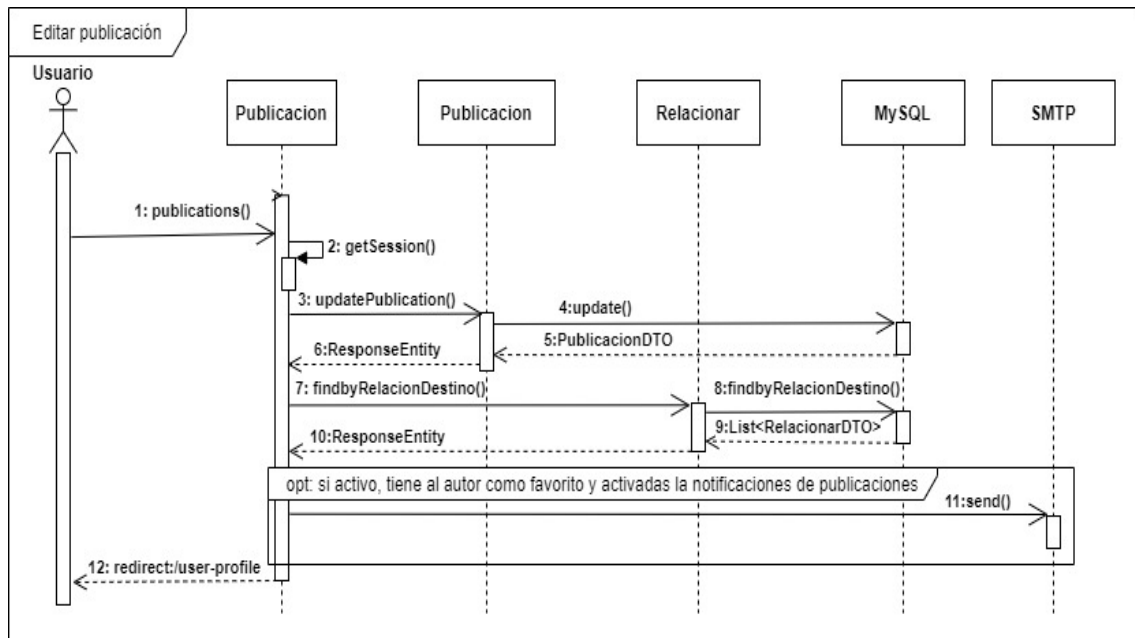 Editar publicación
Usuario
Publicacion
Publicacion
Relacionar
MySQL
SMTP
1: publications()
2: getSession()
3: updatePublication()
4:update()
5:PublicacionDTO
6:ResponseEntity
7: findbyRelacionDestino()
8:findbyRelacionDestino()
9:List<RelacionarDTO>
10:ResponseEntity
opt: si activo, tiene al autor como favorito y activadas la notificaciones de publicaciones
11:send()
12: redirect:/user-profile